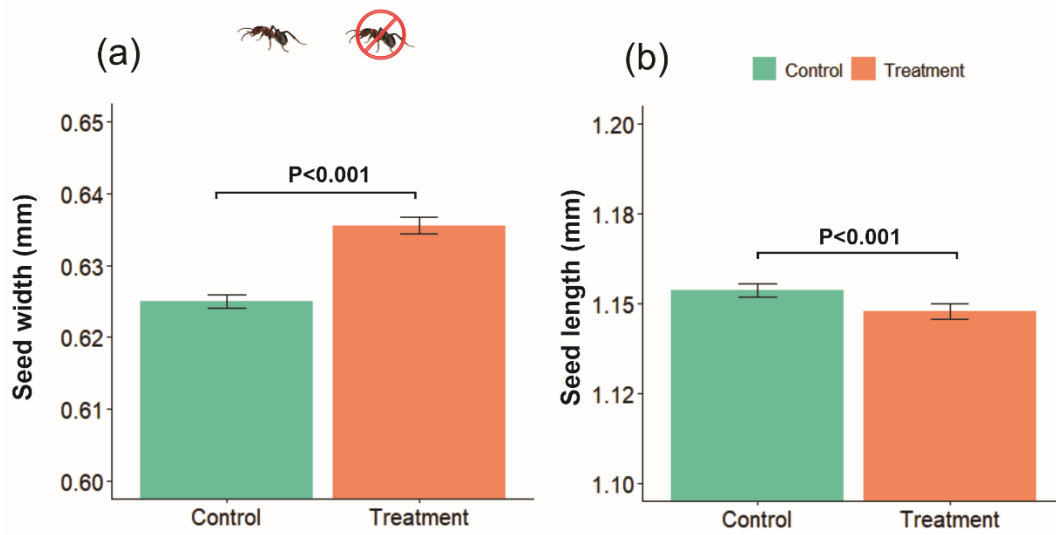 (a)
Seed width (mm)
0.65
0.64
0.63
0.62
0.61
0.60
P<0.001
Control
Treatment
(b)
Control
Treatment
Seed length (mm)
1.20
1.18
1.15
1.12
1.10
P<0.001
Control
Treatment